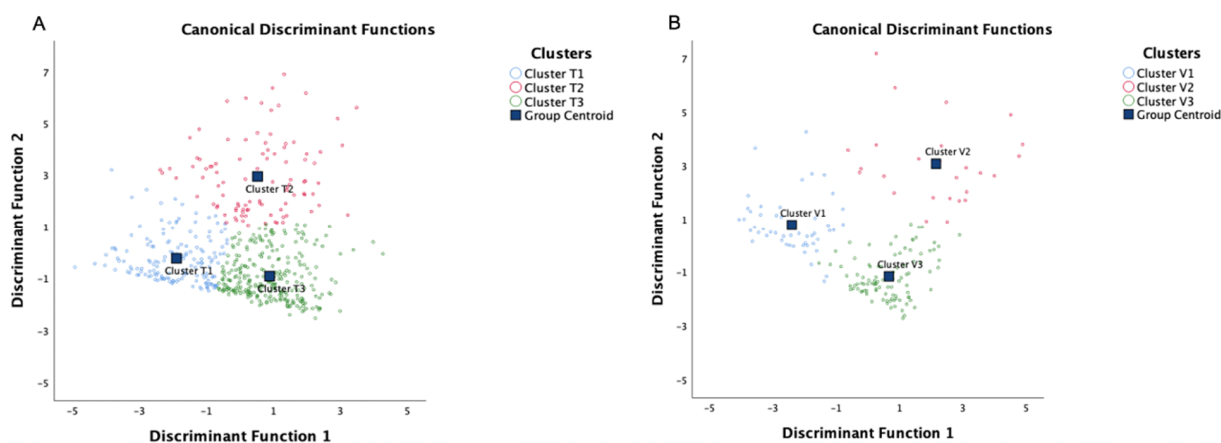 A
Canonical Discriminant Functions
Clusters
Cluster T1
Cluster T2
Cluster T3
Group Centroid
Discriminant Function 2
7
5
3
1
-1
-3
-5
Cluster T2
Cluster T1
Cluster T3
-5 -3 -1 1 3 5
Discriminant Function 1
B
Canonical Discriminant Functions
Clusters
Cluster V1
Cluster V2
Cluster V3
Group Centroid
Discriminant Function 2
7
5
3
1
-1
-3
-5
Cluster V2
Cluster V1
Cluster V3
-5 -3 -1 1 3 5
Discriminant Function 1